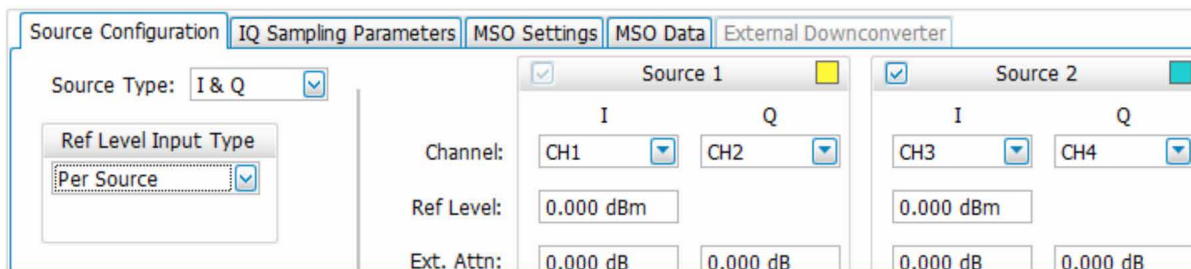 Source Configuration IQ Sampling Parameters MSO Settings MSO Data External Downconverter
Source Type: I & Q
Source 1 Source 2
I Q I Q
Ref Level Input Type
Channel: CH1 CH2 CH3 CH4
Per Source
Ref Level: 0.000 dBm 0.000 dBm
Ext. Attn: 0.000 dB 0.000 dB 0.000 dB 0.000 dB